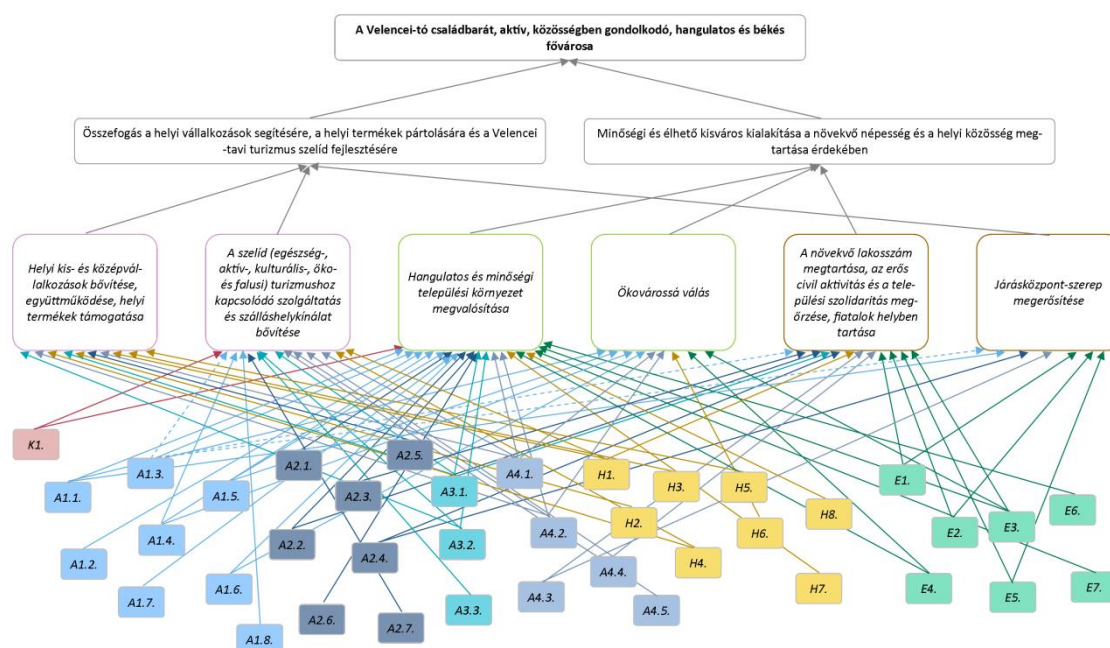 A Velencei-tó családbarát, aktív, közösségben gondolkodó, hangulatos és békés
fővárosa
Összefogás a helyi vállalkozások segítésére, a helyi termékek pártolására és a Velencei
-tavi turizmus szelíd fejlesztésére
Minőségi és élhető kisváros kialakítása a növekvő népesség és a helyi közösség meg-
tartása érdekében
Helyi kis- és középvál-
lalkozások bővítése,
együttműködése, helyi
termékek támogatása
A szelíd (egészség-,
aktív-, kulturális-, öko-
és falusi) turizmushoz
kapcsolódó szolgáltatás
és szálláshelykínálat
bővítése
Hangulatos és minőségi
települési környezet
megvalósítása
Ökovárossá válás
A növekvő lakosszám
megtartása, az erős
civil aktivitás és a tele-
pülési szolidaritás meg-
őrzése, fiatalok helyben
tartása
Járásközpont-szerep
megerősítése
K1.
A1.1.
A1.3.
A1.5.
A1.4.
A1.2.
A1.7.
A1.6.
A1.8.
A2.1.
A2.5.
A2.3.
A2.2.
A2.4.
A2.6.
A2.7.
A3.1.
A3.2.
A3.3.
A4.1.
A4.2.
A4.4.
A4.3.
A4.5.
H1.
H3.
H5.
H2.
H8.
H6.
H4.
H7.
E1.
E2.
E3.
E6.
E4.
E5.
E7.